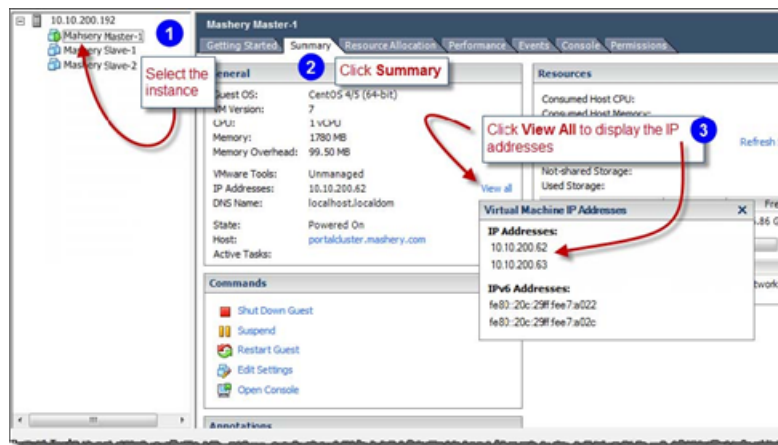 10.10.200.192
Mahsery Master-1
Mashery Slave-1
Mashery Slave-2
1
Select the
instance
Mashery Master-1
Getting Started
Summary
Resource Allocation
Performance
Events
Console
Permissions
2
Click Summary
General
Guest OS: CentOS 4/5 (64-bit)
VM Version: 7
CPU: 1 vCPU
Memory: 1780 MB
Memory Overhead: 99.50 MB
VMware Tools: Unmanaged
IP Addresses: 10.10.200.62
View all
DNS Name: localhost.localdom
State: Powered On
Host: portalcluster.mashery.com
Active Tasks:
Commands
Shut Down Guest
Suspend
Restart Guest
Edit Settings
Open Console
Annotations
Resources
Consumed Host CPU:
Consumed Host Memory:
Click View All to display the IP
addresses
3
Refresh
Not-shared Storage:
Used Storage:
Fre
.86 G
twork
Virtual Machine IP Addresses
X
IP Addresses:
10.10.200.62
10.10.200.63
IPv6 Addresses:
fe80::20c:29ff:fee7:a022
fe80::20c:29ff:fee7:a02c